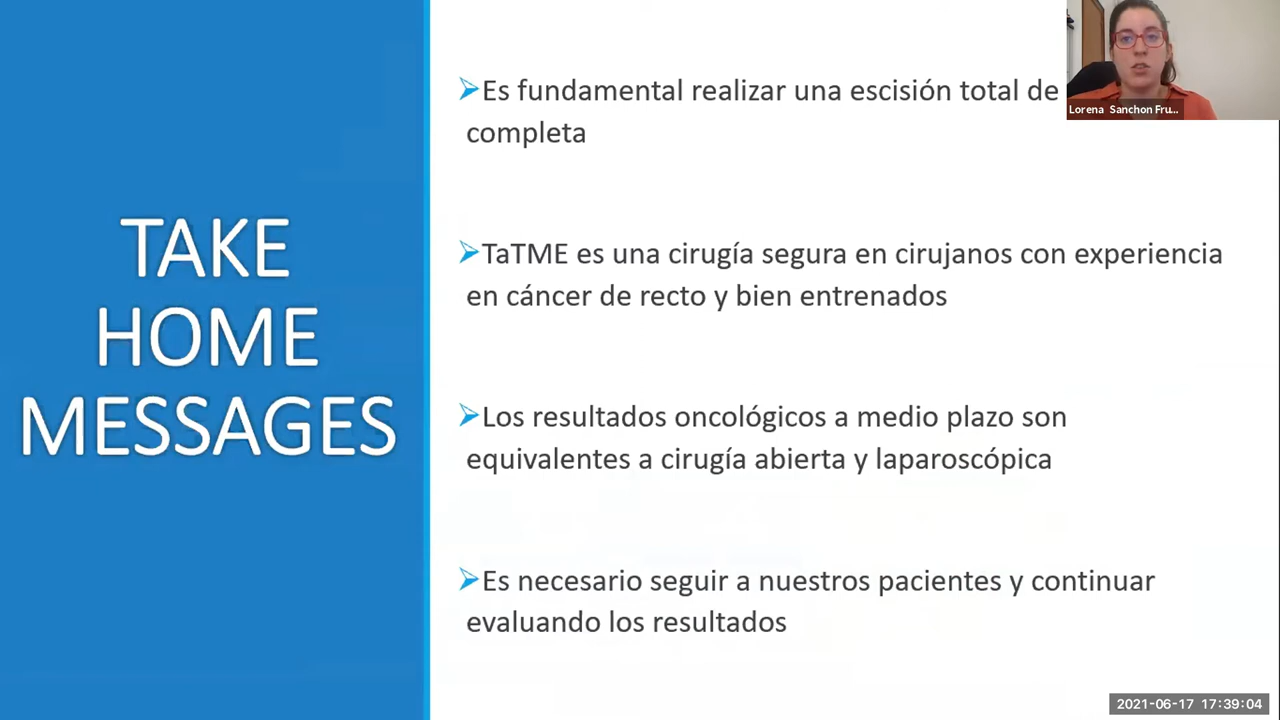 TAKE
HOME
MESSAGES
➢Es fundamental realizar una escisión total de
completa
➢TaTME es una cirugía segura en cirujanos con experiencia
en cáncer de recto y bien entrenados
➢Los resultados oncológicos a medio plazo son
equivalentes a cirugía abierta y laparoscópica
➢Es necesario seguir a nuestros pacientes y continuar
evaluando los resultados
Lorena Sanchon Fru...
2021-06-17 17:39:04